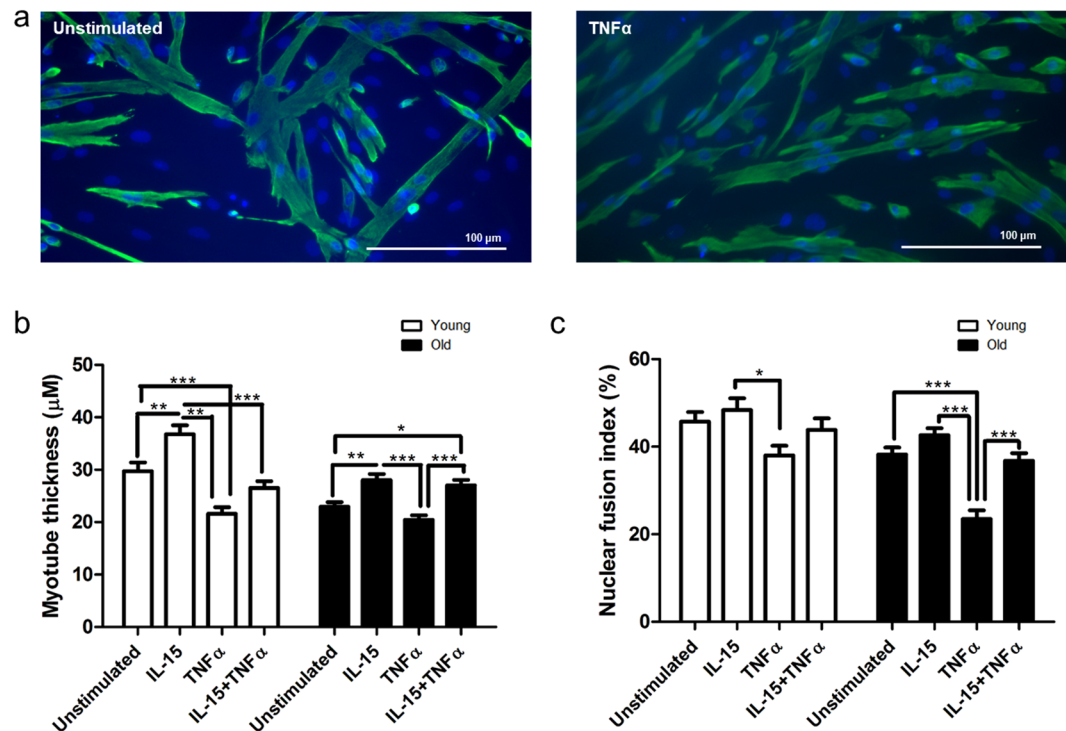 a
Unstimulated
100 µm
TNFα
100 µm
b
Young
Old
Myotube thickness (μM)
50
40
30
20
10
0
***
**
**
***
*
**
***
***
Unstimulated
IL-15
TNFα
IL-15+TNFα
Unstimulated
IL-15
TNFα
IL-15+TNFα
c
Young
Old
Nuclear fusion index (%)
60
40
20
0
*
***
***
***
Unstimulated
IL-15
TNFα
IL-15+TNFα
Unstimulated
IL-15
TNFα
IL-15+TNFα